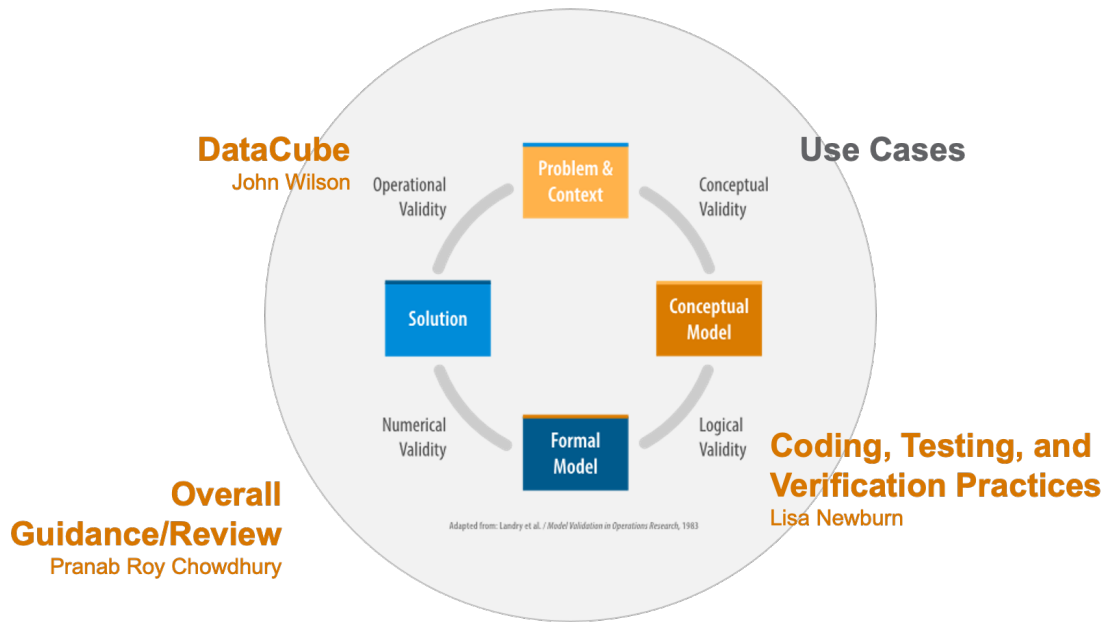 DataCube
John Wilson
Use Cases
Problem &
Context
Operational
Validity
Conceptual
Validity
Solution
Conceptual
Model
Numerical
Validity
Formal
Model
Logical
Validity
Coding, Testing, and
Verification Practices
Lisa Newburn
Overall
Guidance/Review
Pranab Roy Chowdhury
Adapted from: Landry et al. / Model Validation in Operations Research, 1983